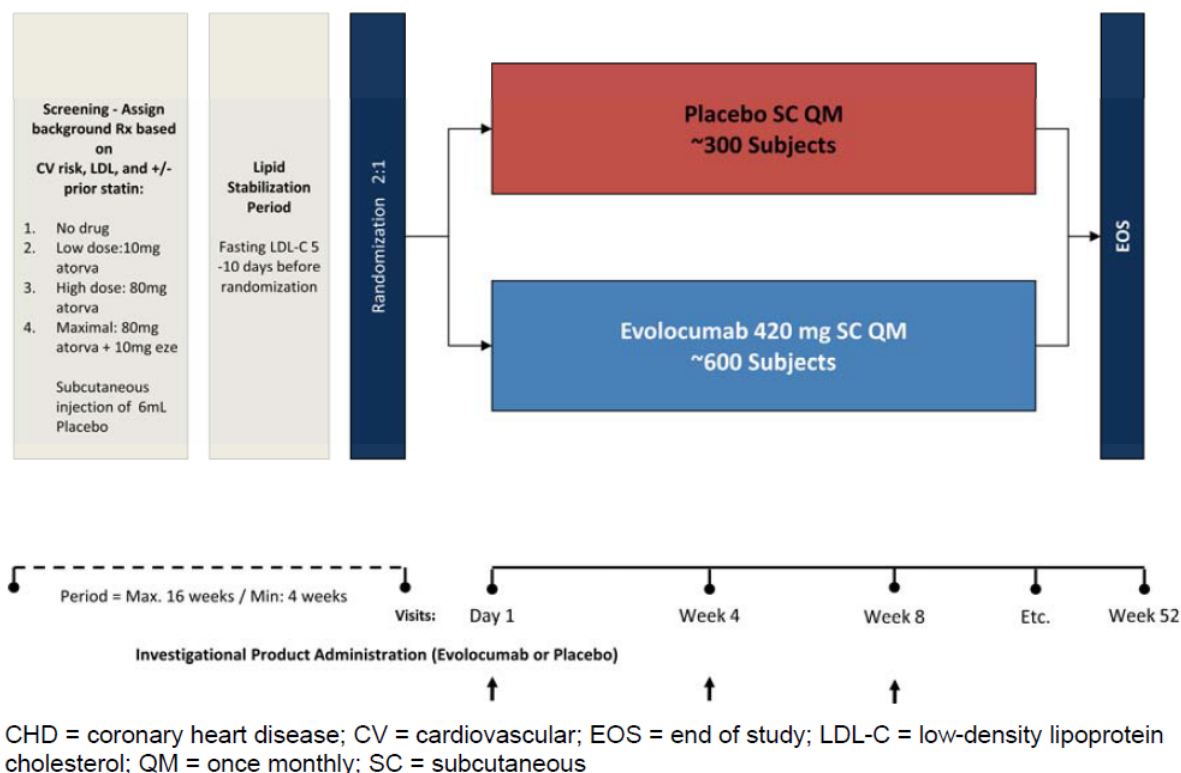 Screening - Assign
background Rx based
on
CV risk, LDL, and +/-
prior statin:
1. No drug
2. Low dose:10mg
atorva
3. High dose: 80mg
atorva
4. Maximal: 80mg
atorva + 10mg eze
Subcutaneous
injection of 6mL
Placebo
Lipid
Stabilization
Period
Fasting LDL-C 5
-10 days before
randomization
Randomization 2:1
Placebo SC QM
~300 Subjects
Evolocumab 420 mg SC QM
~600 Subjects
EOS
Period = Max. 16 weeks / Min: 4 weeks
Visits: Day 1 Week 4 Week 8 Etc. Week 52
Investigational Product Administration (Evolocumab or Placebo)
CHD = coronary heart disease; CV = cardiovascular; EOS = end of study; LDL-C = low-density lipoprotein
cholesterol; QM = once monthly; SC = subcutaneous